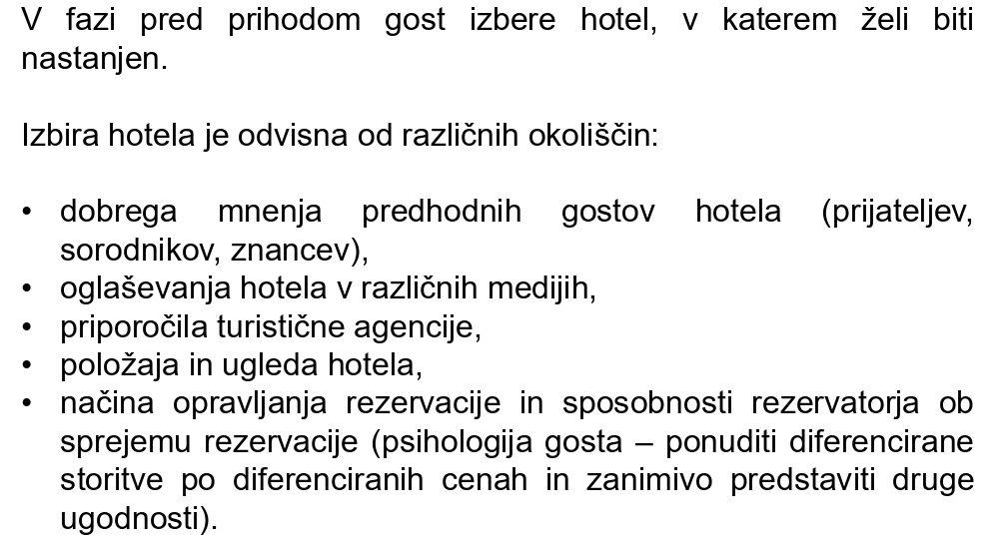 V fazi pred prihodom gost izbere hotel, v katerem želi biti
nastanjen.
Izbira hotela je odvisna od različnih okoliščin:
• dobrega mnenja predhodnih gostov hotela (prijateljev,
sorodnikov, znancev),
• oglaševanja hotela v različnih medijih,
• priporočila turistične agencije,
• položaja in ugleda hotela,
• načina opravljanja rezervacije in sposobnosti rezervatorja ob
sprejemu rezervacije (psihologija gosta – ponuditi diferencirane
storitve po diferenciranih cenah in zanimivo predstaviti druge
ugodnosti).